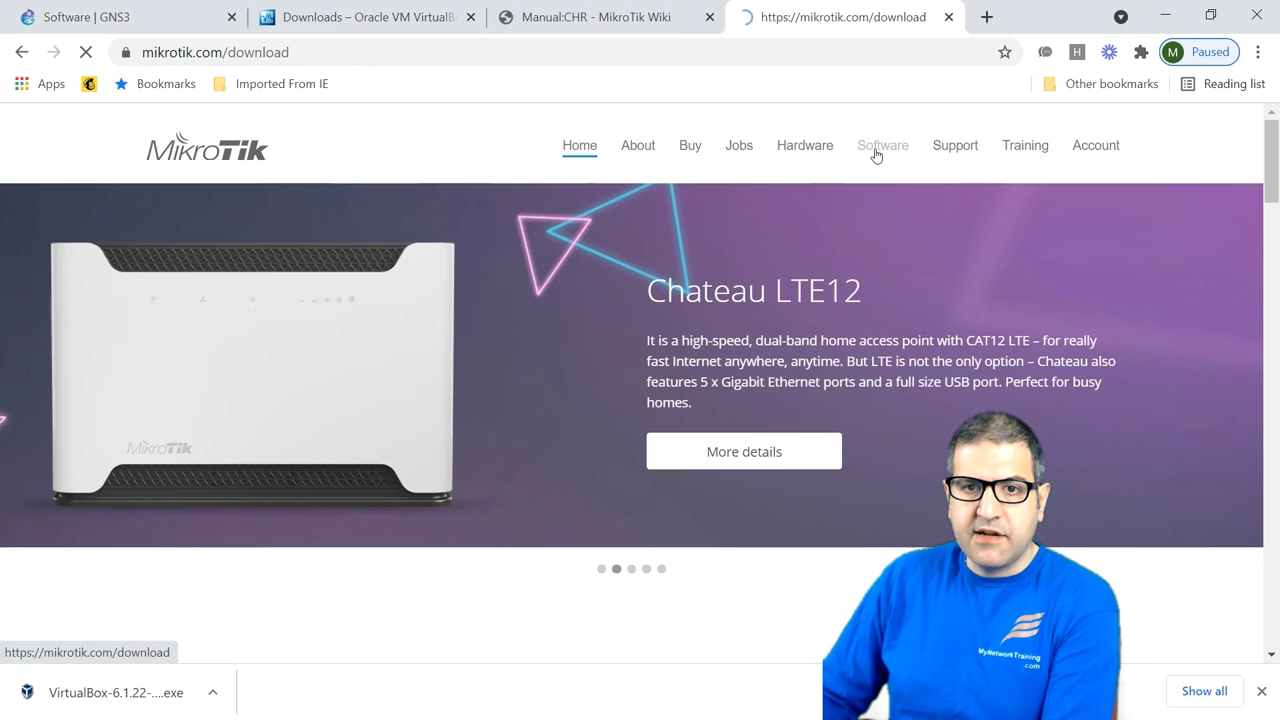 Software | GNS3
Downloads – Oracle VM VirtualB
Manual:CHR - MikroTik Wiki
https://mikrotik.com/download
mikrotik.com/download
H
M Paused
Apps
Bookmarks
Imported From IE
Other bookmarks
Reading list
MikroTik
Home
About
Buy
Jobs
Hardware
Software
Support
Training
Account
Chateau LTE12
It is a high-speed, dual-band home access point with CAT12 LTE – for really
fast Internet anywhere, anytime. But LTE is not the only option – Chateau also
features 5 x Gigabit Ethernet ports and a full size USB port. Perfect for busy
homes.
More details
MikroTik
MyNetworkTraining
.com
https://mikrotik.com/download
VirtualBox-6.1.22-....exe
Show all